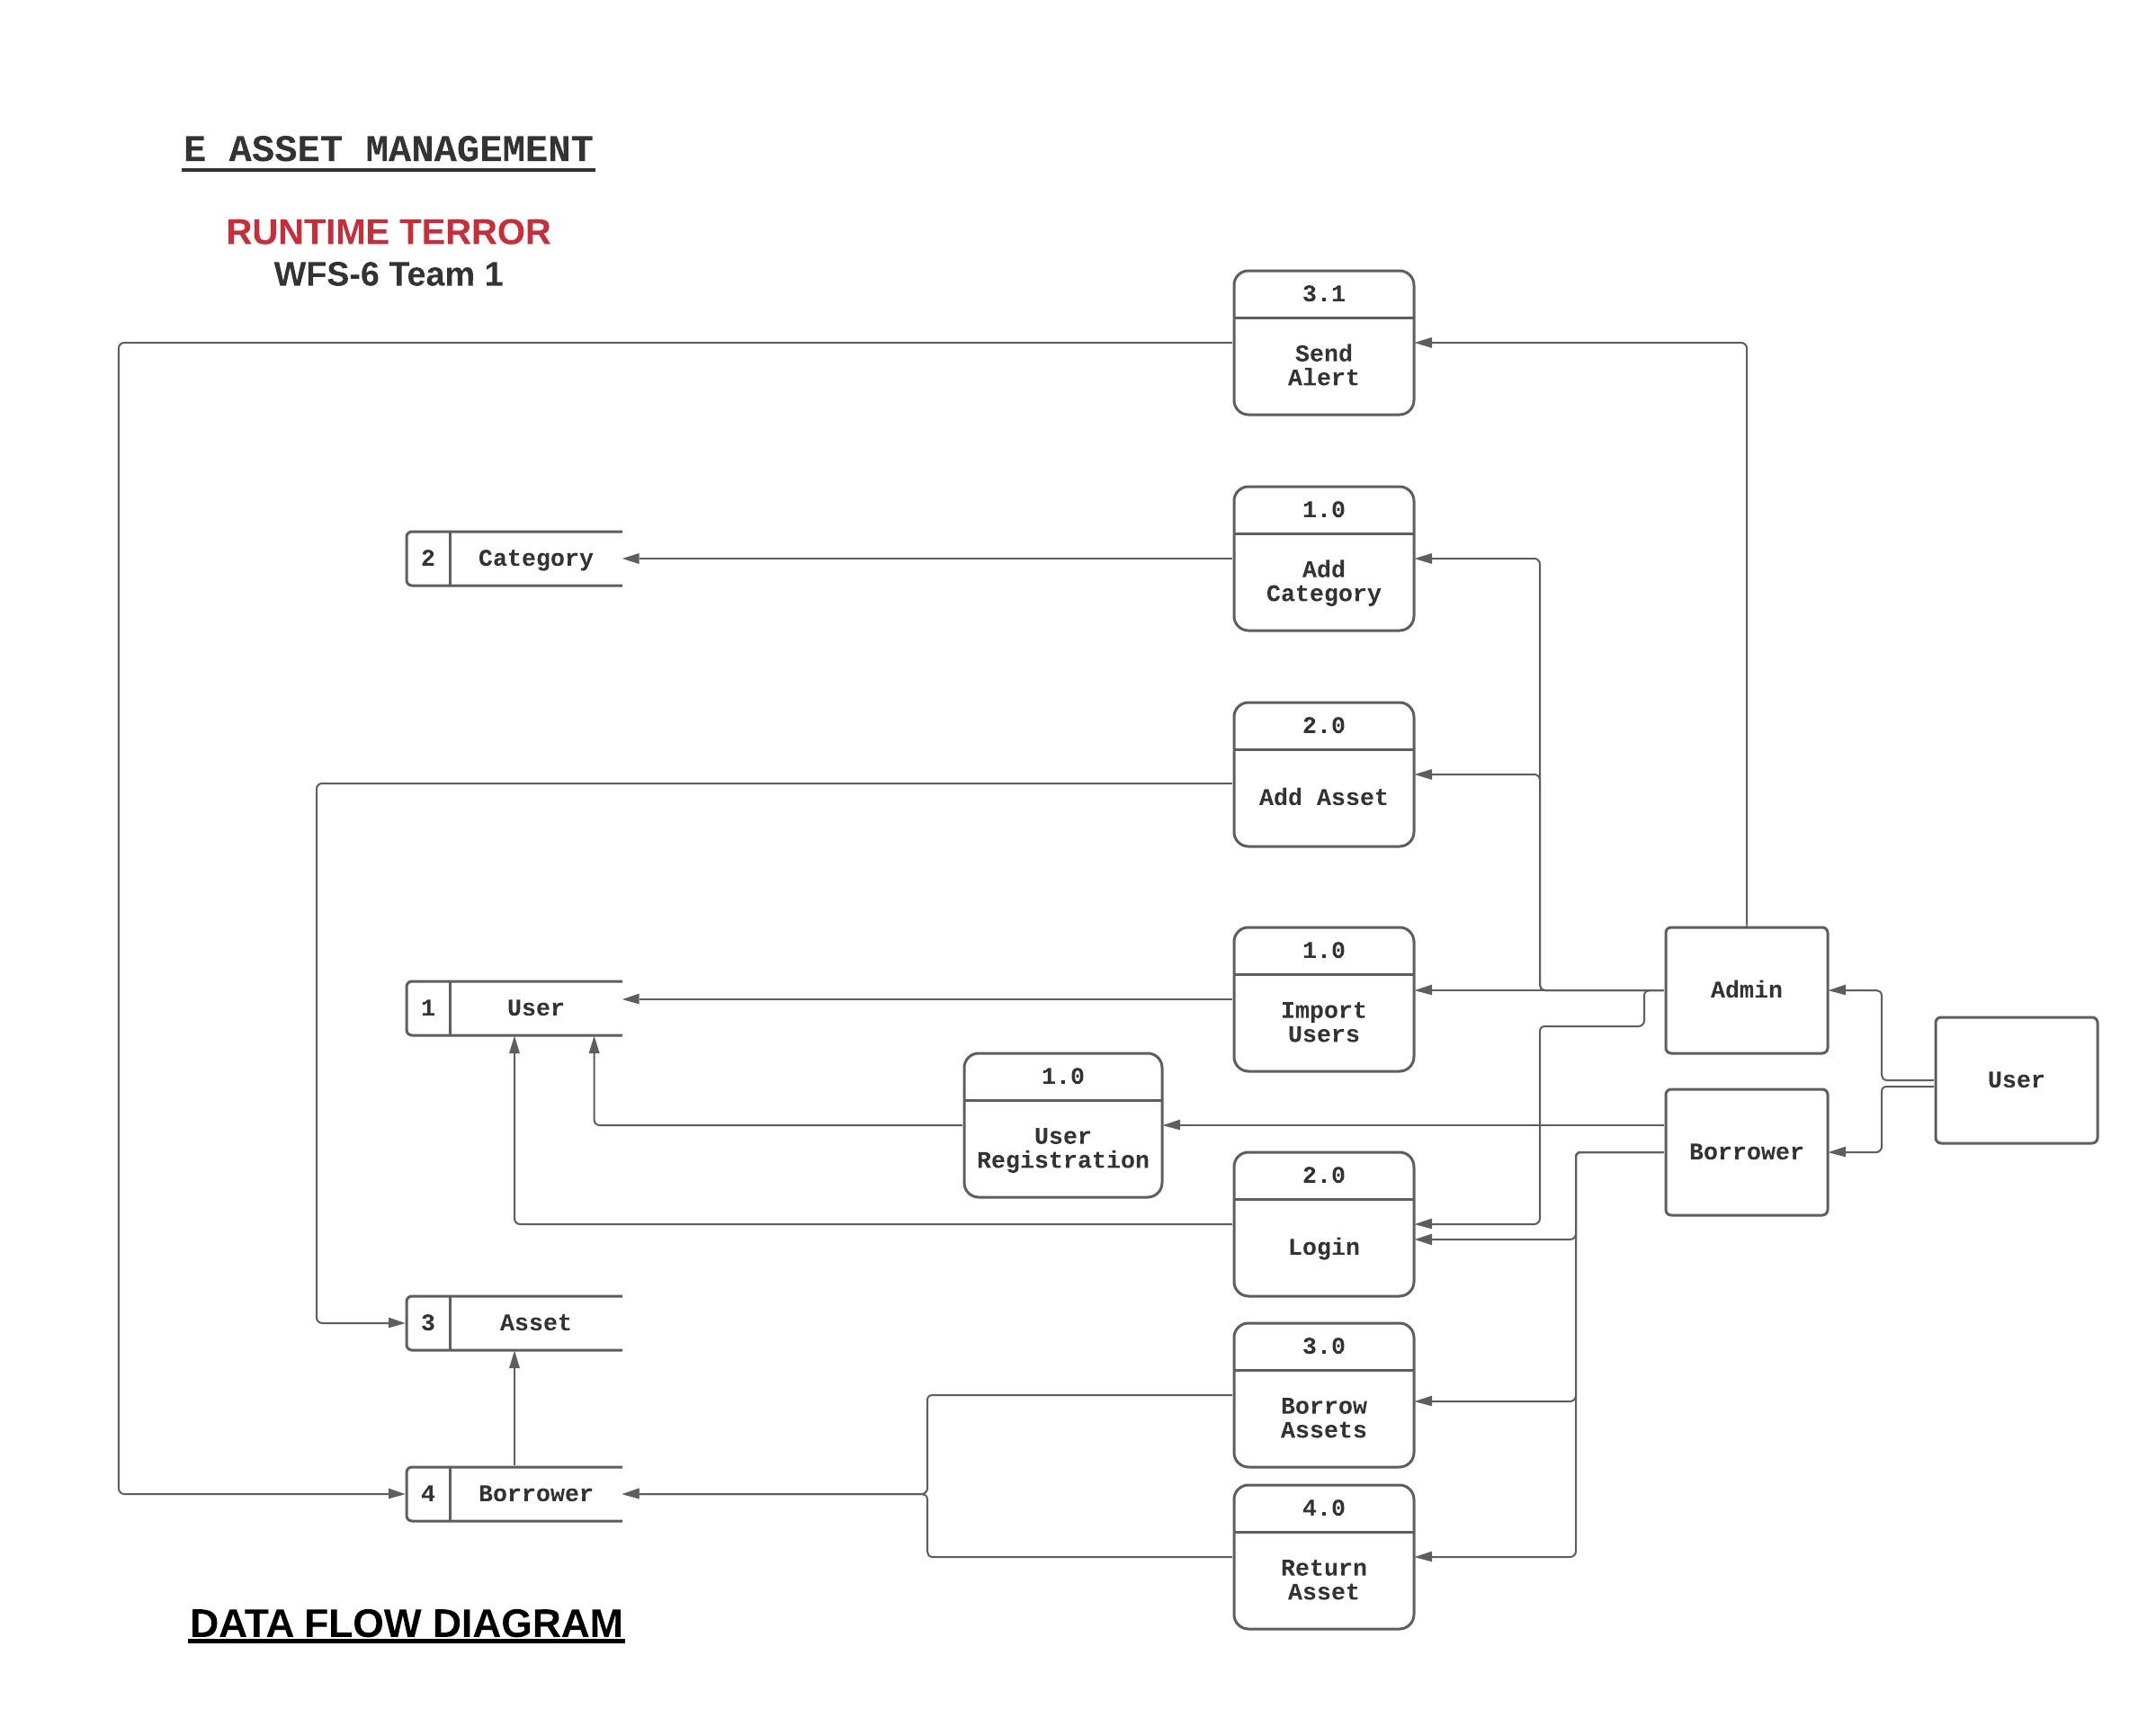 E ASSET MANAGEMENT
RUNTIME TERROR
WFS-6 Team 1
3.1
Send
Alert
1.0
Add
Category
2 Category
2.0
Add Asset
1.0
Import
Users
Admin
1 User
User
1.0
User
Registration
Borrower
2.0
Login
3 Asset
3.0
Borrow
Assets
4 Borrower
4.0
Return
Asset
DATA FLOW DIAGRAM